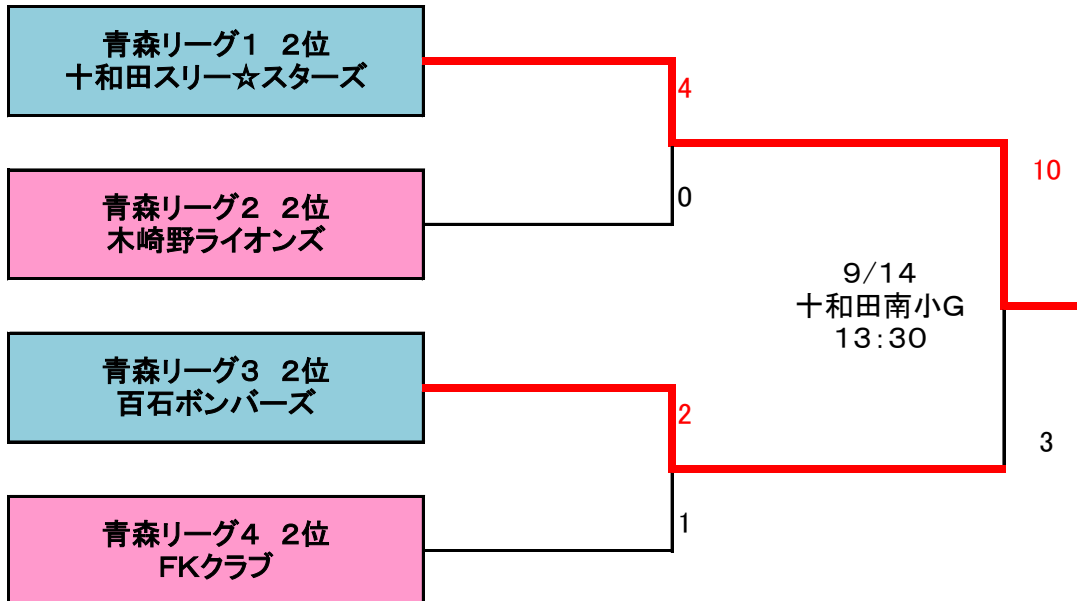 青森リーグ1　2位
十和田スリー☆スターズ
4
10
青森リーグ2　2位
木崎野ライオンズ
0
9/14
十和田南小G
13:30
青森リーグ3　2位
百石ボンバーズ
2
3
青森リーグ4　2位
FKクラブ
1